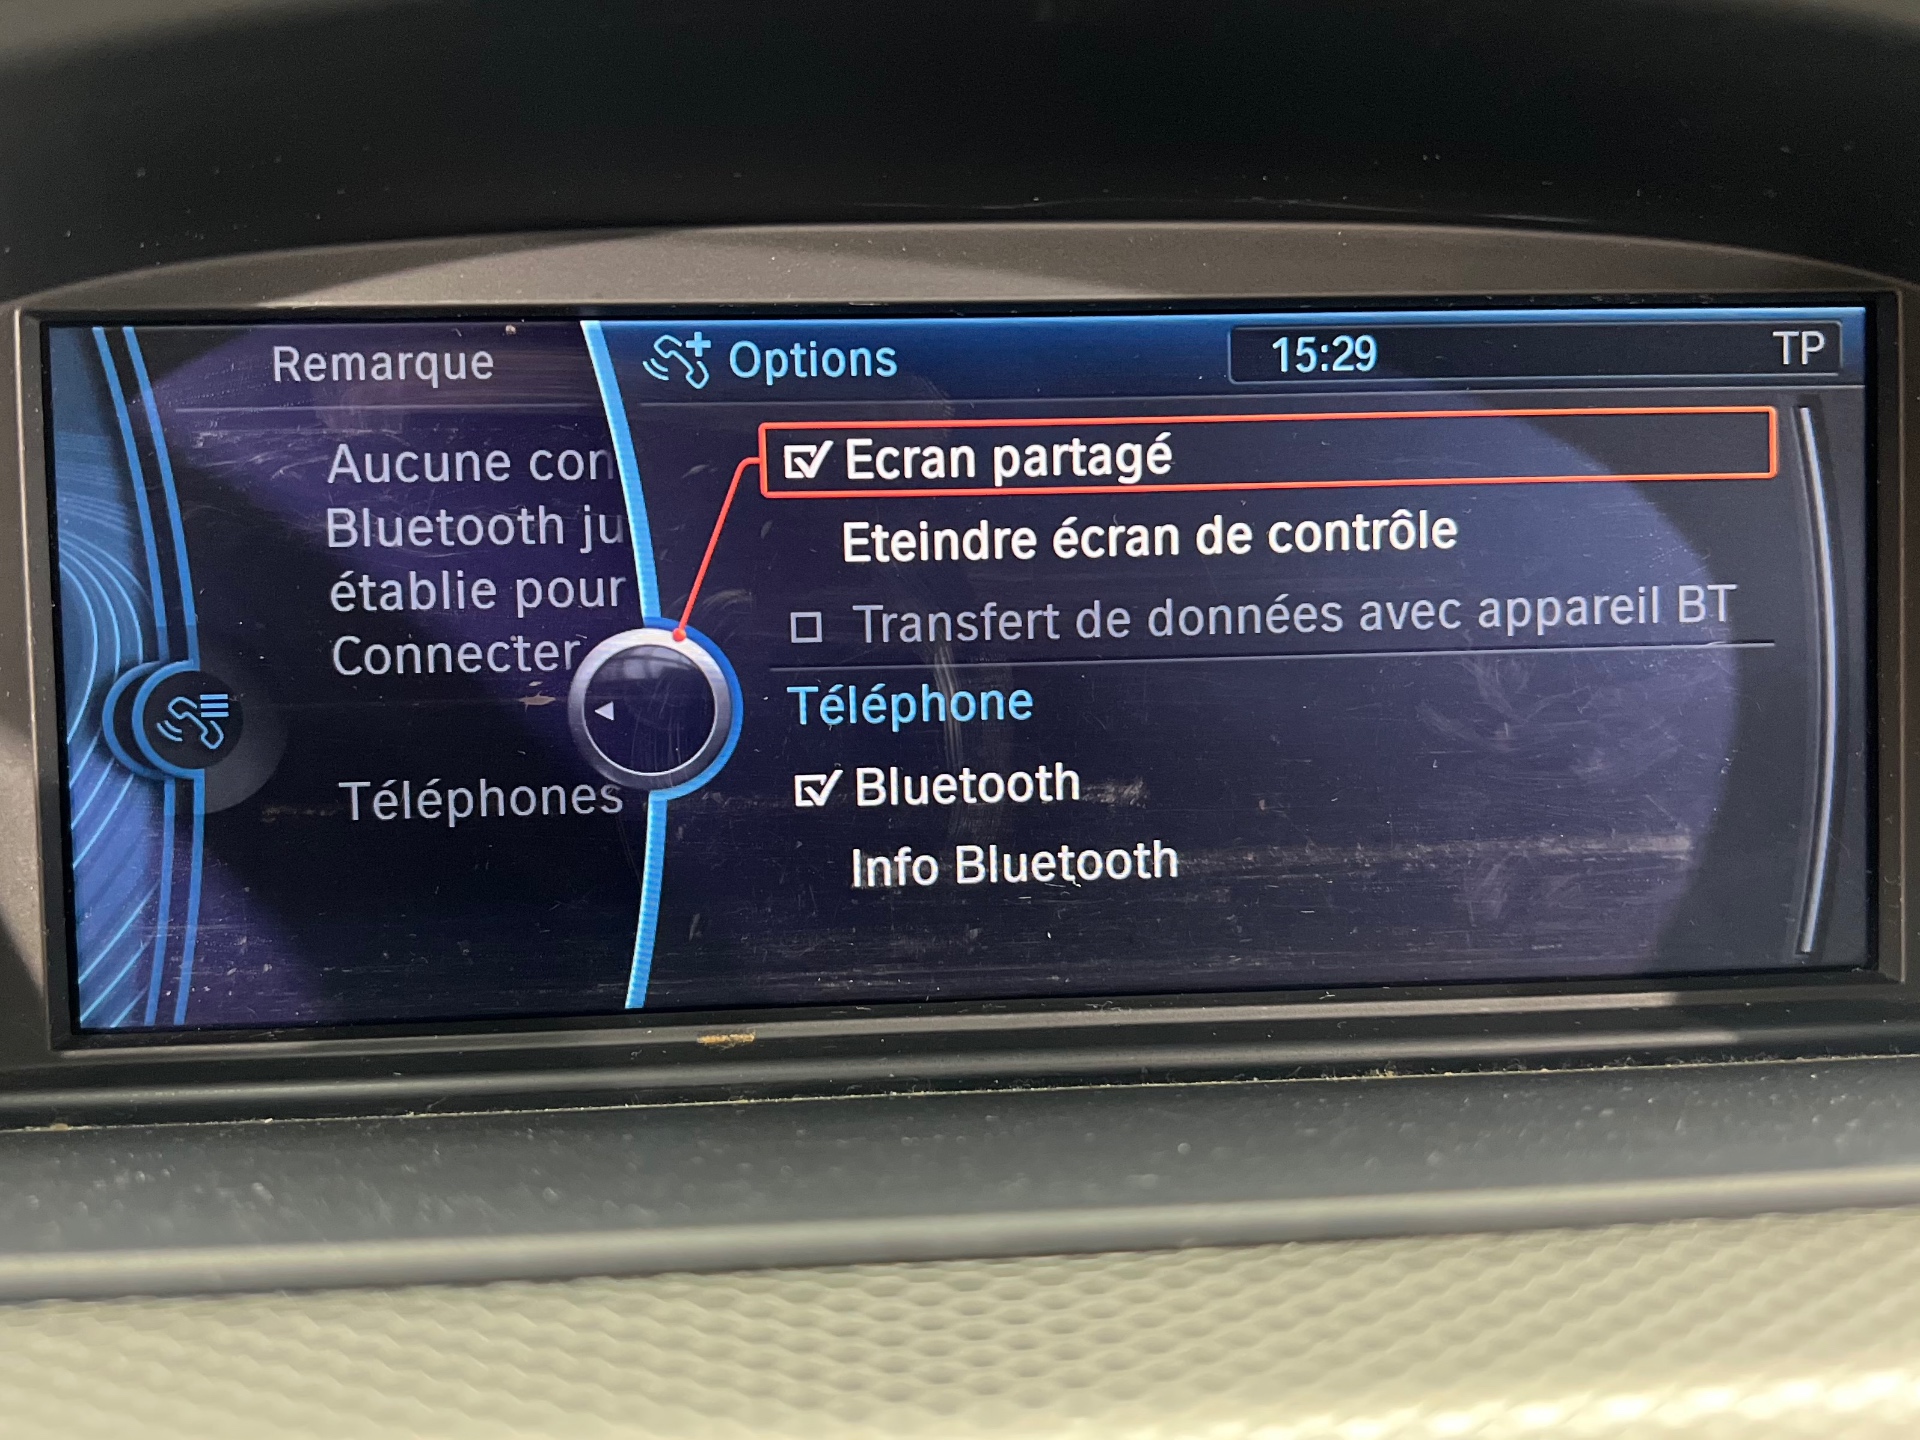 Remarque
Aucune con
Bluetooth ju
établie pour
Connecter
Téléphones
Options
15:29
TP
Ecran partagé
Eteindre écran de contrôle
Transfert de données avec appareil BT
Téléphone
Bluetooth
Info Bluetooth